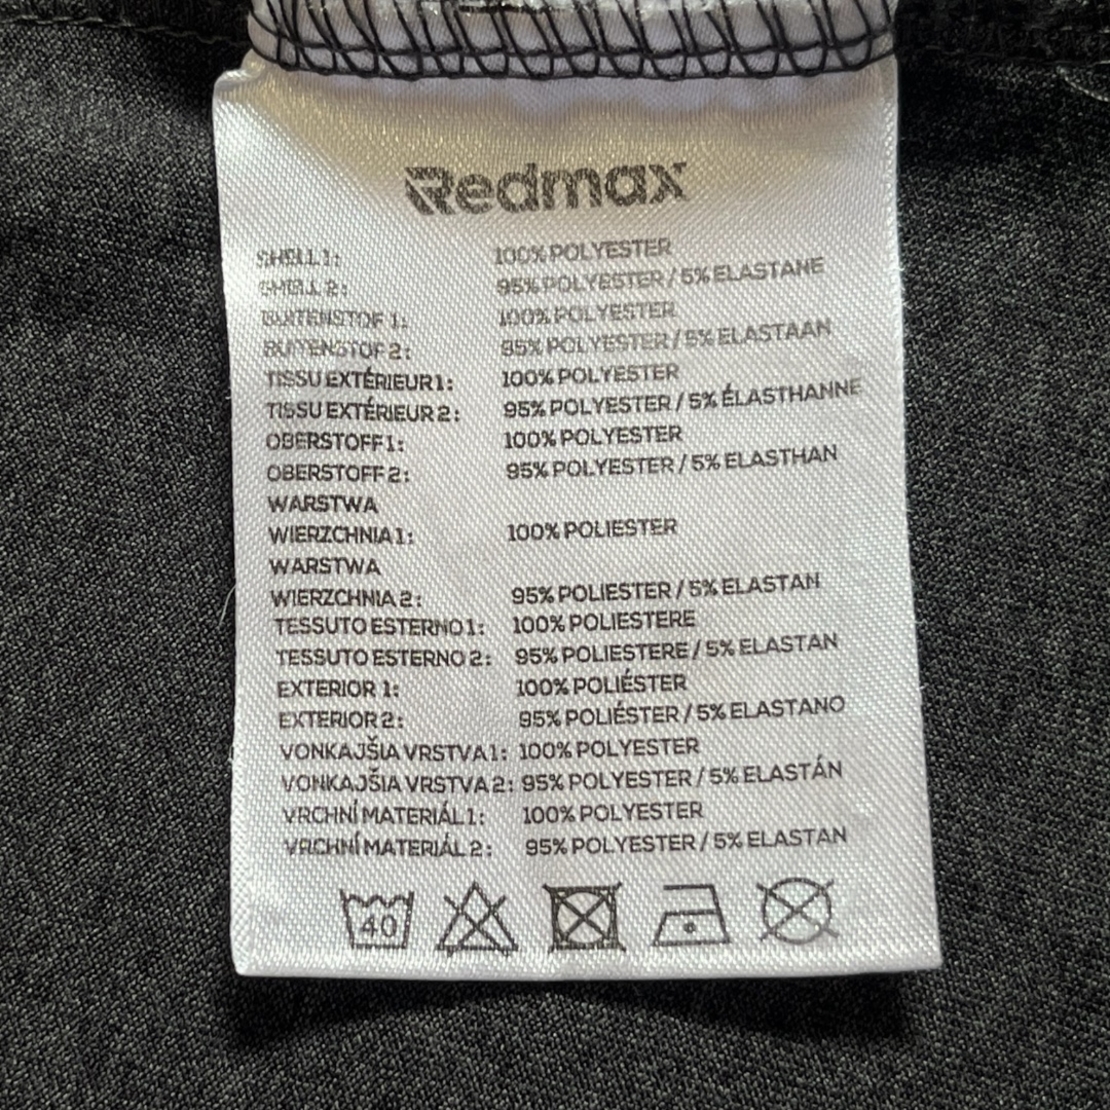 Redmax
SHELL 1: 100% POLYESTER
SHELL 2: 95% POLYESTER / 5% ELASTANE
BUITENSTOF 1: 100% POLYESTER
BUITENSTOF 2: 95% POLYESTER / 5% ELASTAAN
TISSU EXTÉRIEUR 1: 100% POLYESTER
TISSU EXTÉRIEUR 2: 95% POLYESTER / 5% ÉLASTHANNE
OBERSTOFF 1: 100% POLYESTER
OBERSTOFF 2: 95% POLYESTER / 5% ELASTHAN
WARSTWA
WIERZCHNIA 1: 100% POLIESTER
WARSTWA
WIERZCHNIA 2: 95% POLIESTER / 5% ELASTAN
TESSUTO ESTERNO 1: 100% POLIESTERE
TESSUTO ESTERNO 2: 95% POLIESTERE / 5% ELASTAN
EXTERIOR 1: 100% POLIÉSTER
EXTERIOR 2: 95% POLIÉSTER / 5% ELASTANO
VONKAJŠIA VRSTVA 1: 100% POLYESTER
VONKAJŠIA VRSTVA 2: 95% POLYESTER / 5% ELASTÁN
VRCHNÍ MATERIÁL 1: 100% POLYESTER
VRCHNÍ MATERIÁL 2: 95% POLYESTER / 5% ELASTAN
40